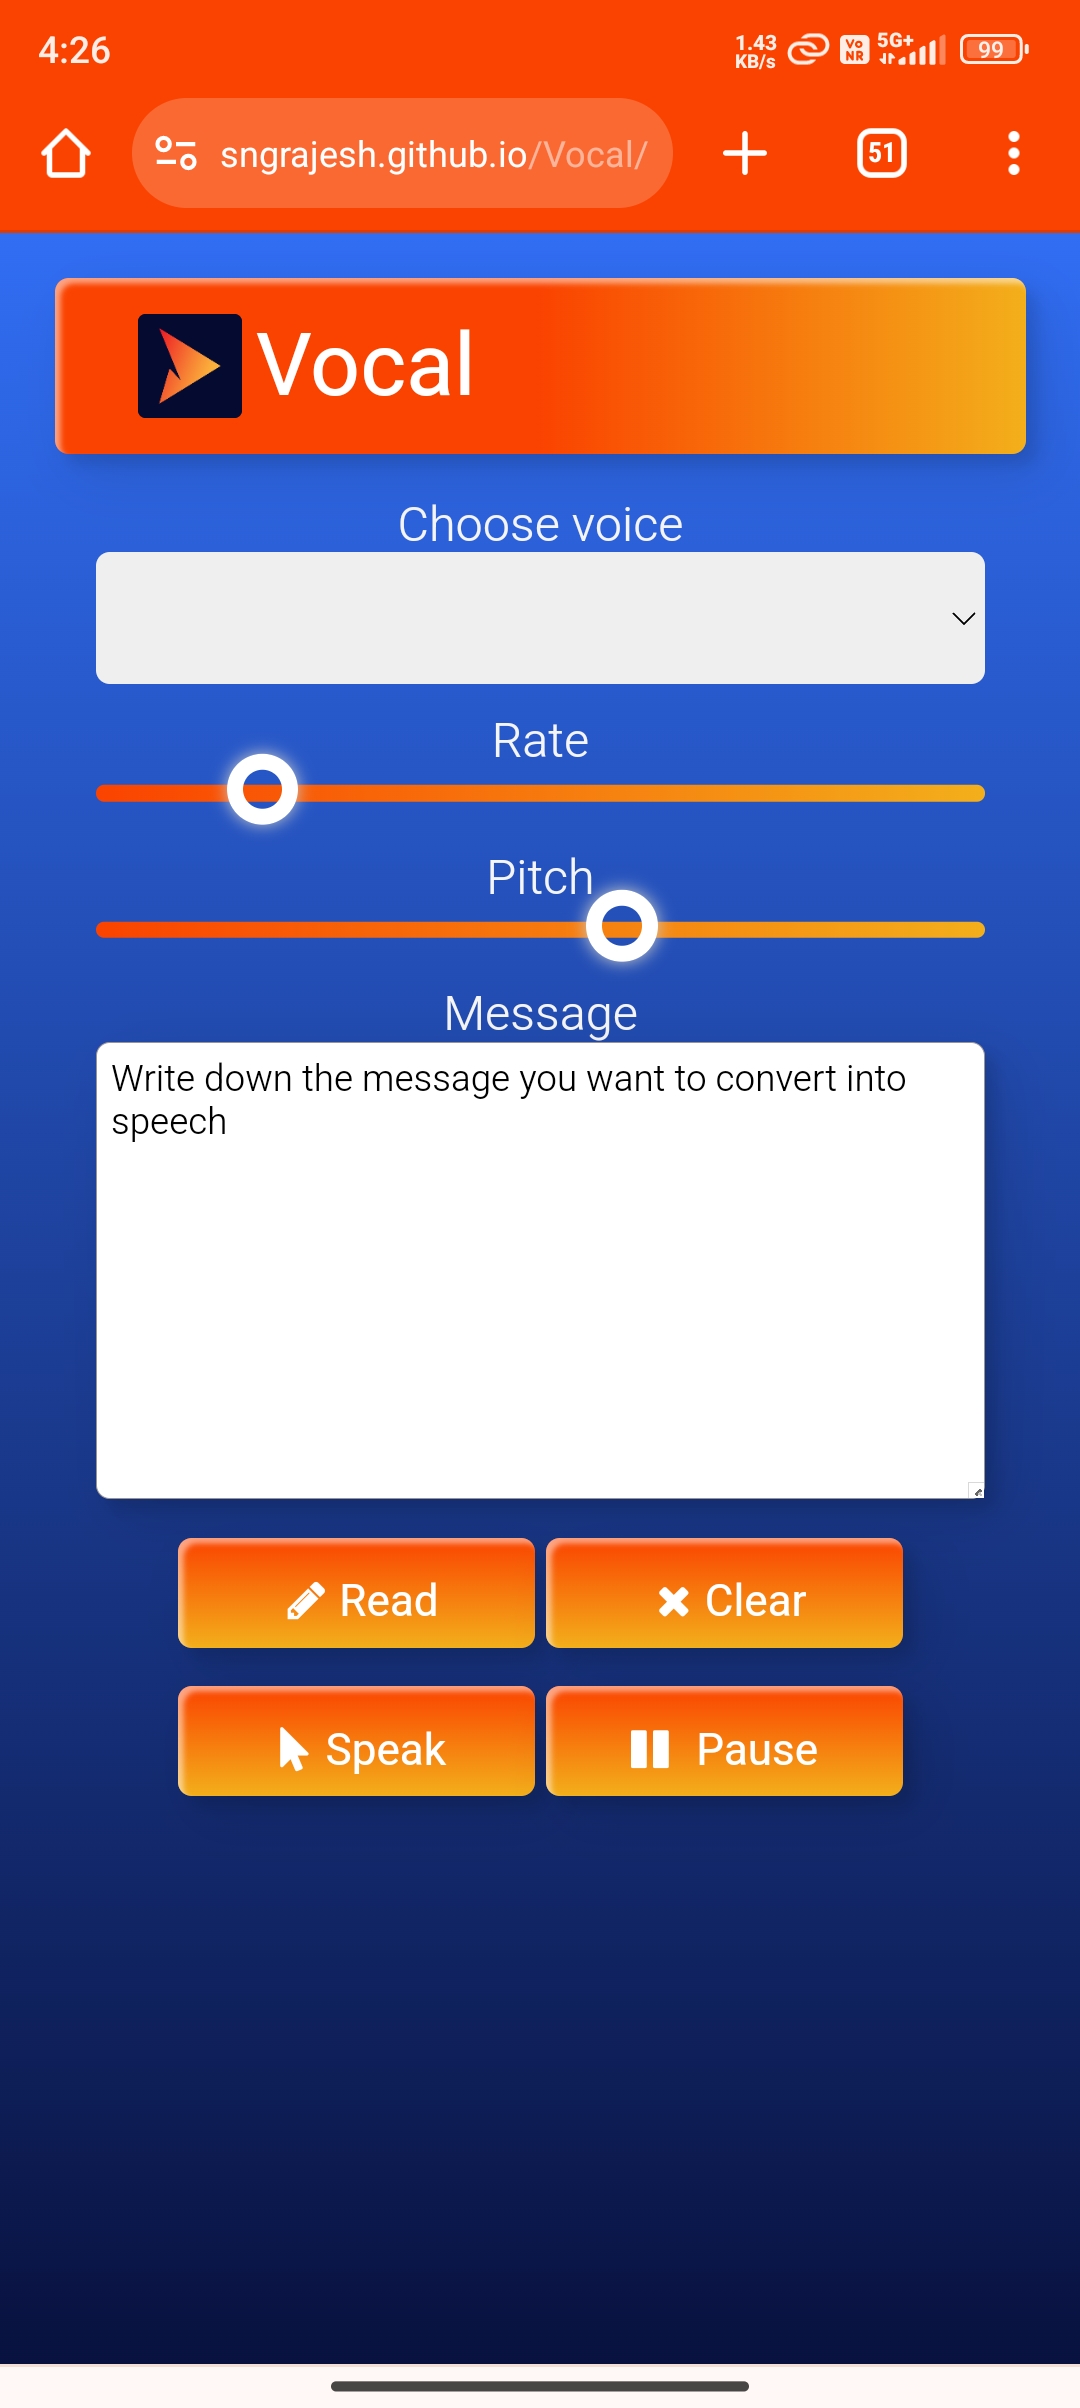 4:26
1.43
KB/s
Vo
NR
5G+
99
sngrajesh.github.io/Vocal/
51
Vocal
Choose voice
Rate
Pitch
Message
Write down the message you want to convert into
speech
Read
Clear
Speak
Pause